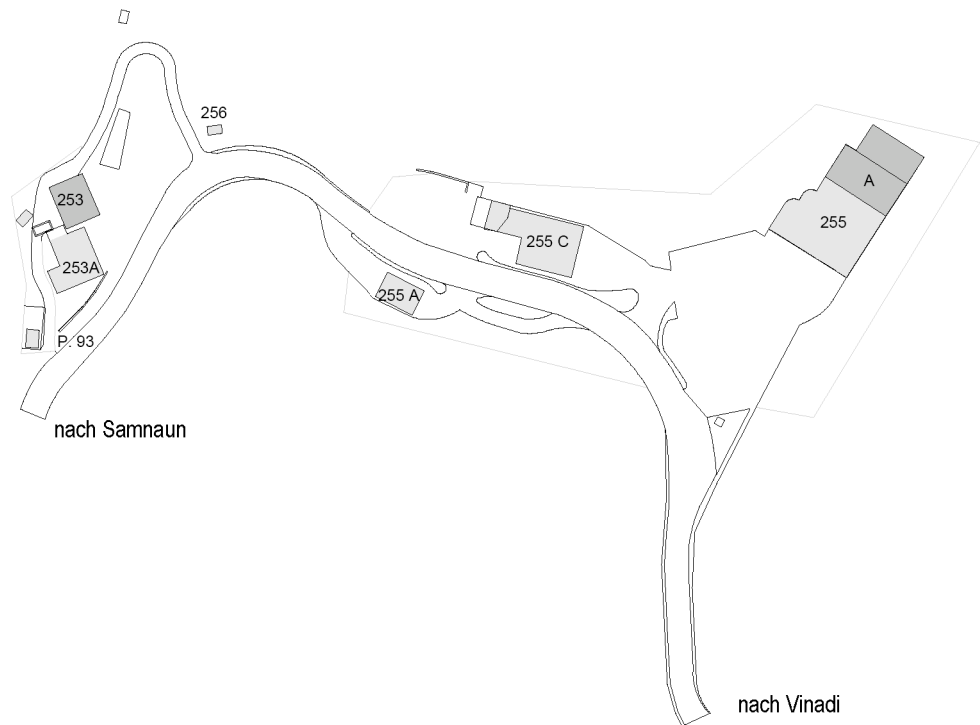 256
253
A
255
255 C
253A
255 A
P. 93
nach Samnaun
nach Vinadi